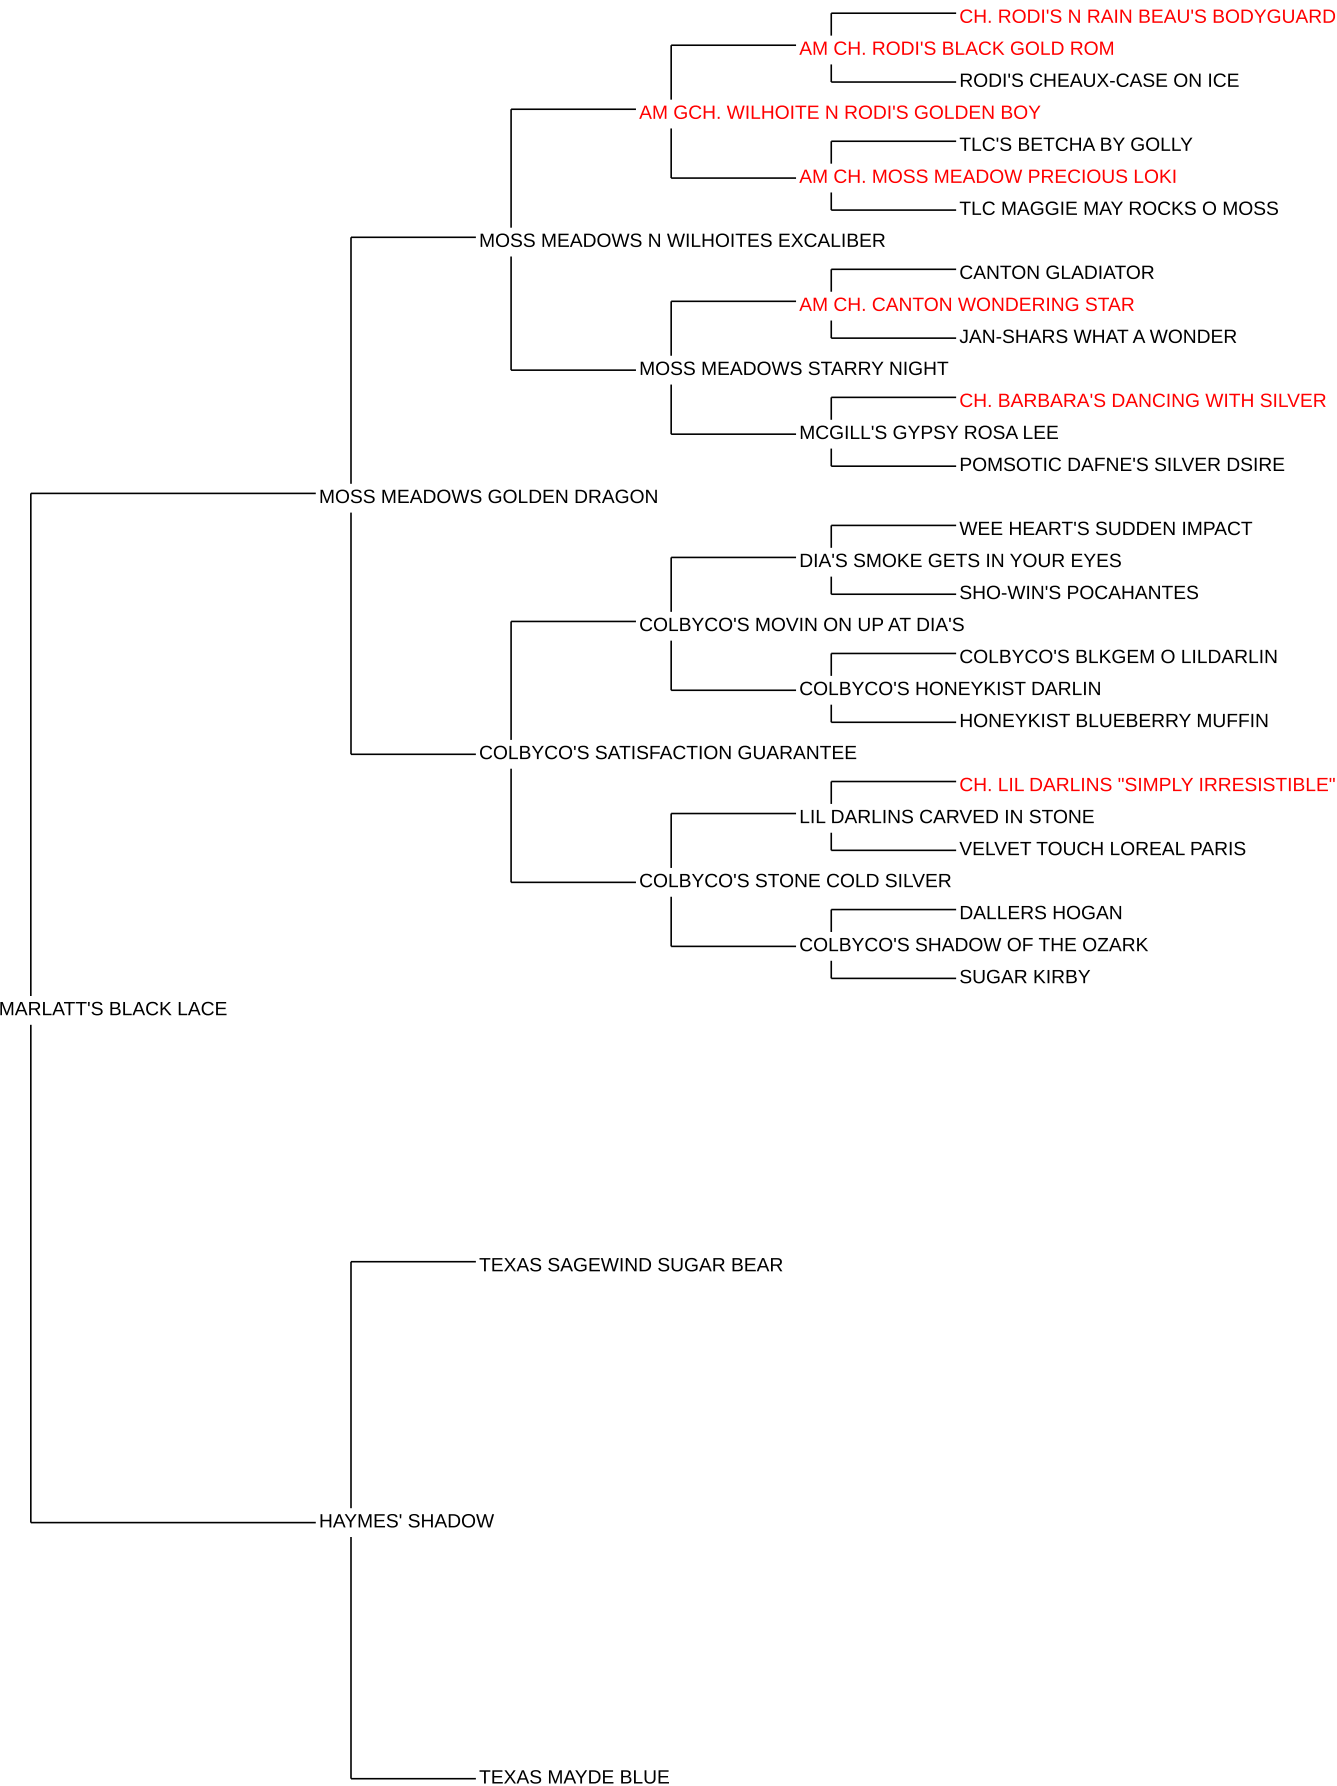 CH. RODI'S N RAIN BEAU'S BODYGUARD
AM CH. RODI'S BLACK GOLD ROM
RODI'S CHEAUX-CASE ON ICE
AM GCH. WILHOITE N RODI'S GOLDEN BOY
TLC'S BETCHA BY GOLLY
AM CH. MOSS MEADOW PRECIOUS LOKI
TLC MAGGIE MAY ROCKS O MOSS
MOSS MEADOWS N WILHOITES EXCALIBER
CANTON GLADIATOR
AM CH. CANTON WONDERING STAR
JAN-SHARS WHAT A WONDER
MOSS MEADOWS STARRY NIGHT
CH. BARBARA'S DANCING WITH SILVER
MCGILL'S GYPSY ROSA LEE
POMSOTIC DAFNE'S SILVER DSIRE
MOSS MEADOWS GOLDEN DRAGON
WEE HEART'S SUDDEN IMPACT
DIA'S SMOKE GETS IN YOUR EYES
SHO-WIN'S POCAHANTES
COLBYCO'S MOVIN ON UP AT DIA'S
COLBYCO'S BLKGEM O LILDARLIN
COLBYCO'S HONEYKIST DARLIN
HONEYKIST BLUEBERRY MUFFIN
COLBYCO'S SATISFACTION GUARANTEE
CH. LIL DARLINS "SIMPLY IRRESISTIBLE"
LIL DARLINS CARVED IN STONE
VELVET TOUCH LOREAL PARIS
COLBYCO'S STONE COLD SILVER
DALLERS HOGAN
COLBYCO'S SHADOW OF THE OZARK
SUGAR KIRBY
MARLATT'S BLACK LACE
TEXAS SAGEWIND SUGAR BEAR
HAYMES' SHADOW
TEXAS MAYDE BLUE